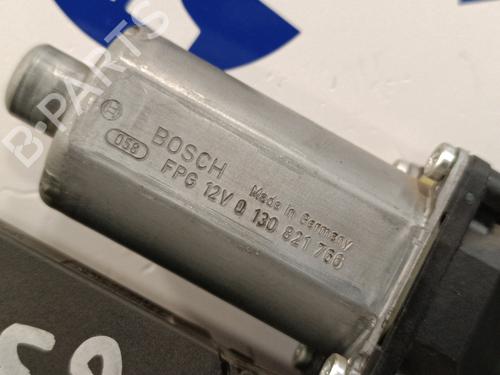 BOSCH
058
FPG 12V 0 130 821 766
Made in Germany
B-PARTS